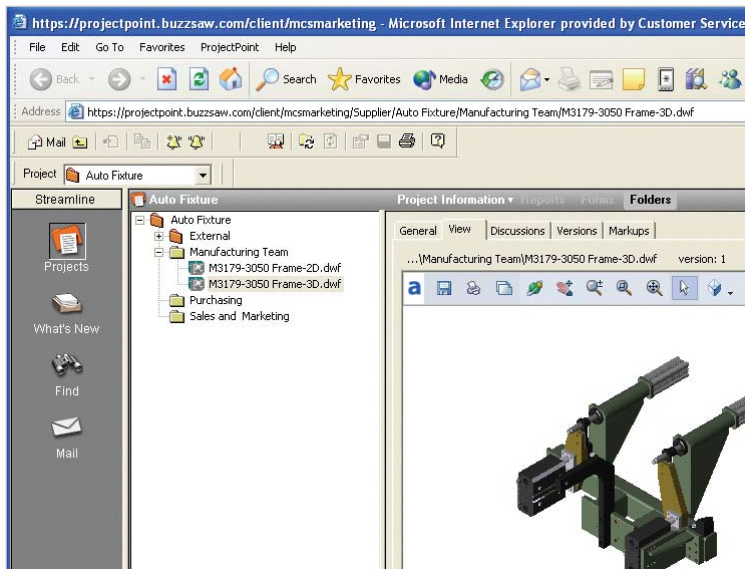 https://projectpoint.buzzsaw.com/client/mcsmarketing - Microsoft Internet Explorer provided by Customer Service
File Edit Go To Favorites ProjectPoint Help
Back Search Favorites Media
Address https://projectpoint.buzzsaw.com/client/mcsmarketing/Supplier/Auto Fixture/Manufacturing Team/M3179-3050 Frame-3D.dwf
Mail
Project Auto Fixture
Streamline
Projects
What's New
Find
Mail
Auto Fixture
Auto Fixture
External
Manufacturing Team
M3179-3050 Frame-2D.dwf
M3179-3050 Frame-3D.dwf
Purchasing
Sales and Marketing
Project Information Reports Forms Folders
General View Discussions Versions Markups
...\Manufacturing Team\M3179-3050 Frame-3D.dwf version: 1
a